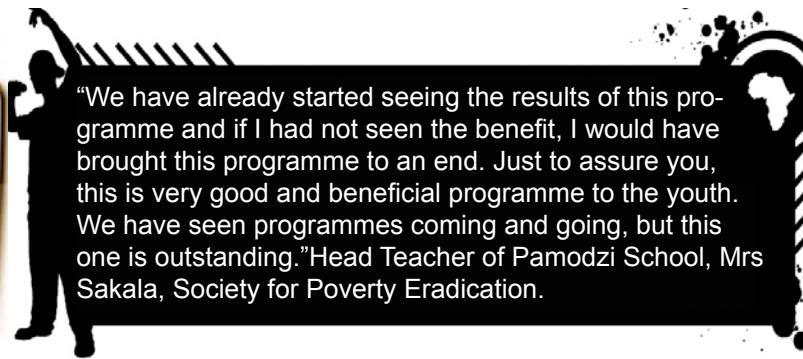 “We have already started seeing the results of this pro-
gramme and if I had not seen the benefit, I would have
brought this programme to an end. Just to assure you,
this is very good and beneficial programme to the youth.
We have seen programmes coming and going, but this
one is outstanding.”Head Teacher of Pamodzi School, Mrs
Sakala, Society for Poverty Eradication.